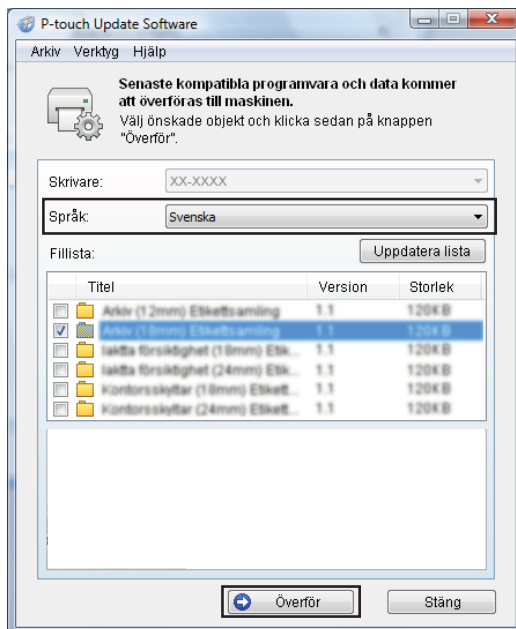 P-touch Update Software
Arkiv Verktyg Hjälp
Senaste kompatibla programvara och data kommer
att överföras till maskinen.
Välj önskade objekt och klicka sedan på knappen
"Överför".
Skrivare: XX-XXXX
Språk: Svenska
Fillista: Uppdatera lista
Titel Version Storlek
Arkiv (12mm) Etikettsamling 1.1 120KB
Arkiv (18mm) Etikettsamling 1.1 120KB
Iaktta försiktighet (18mm) Etik... 1.1 120KB
Iaktta försiktighet (24mm) Etik... 1.1 120KB
Kontorsskyltar (18mm) Etikett... 1.1 120KB
Kontorsskyltar (24mm) Etikett... 1.1 120KB
Överför Stäng